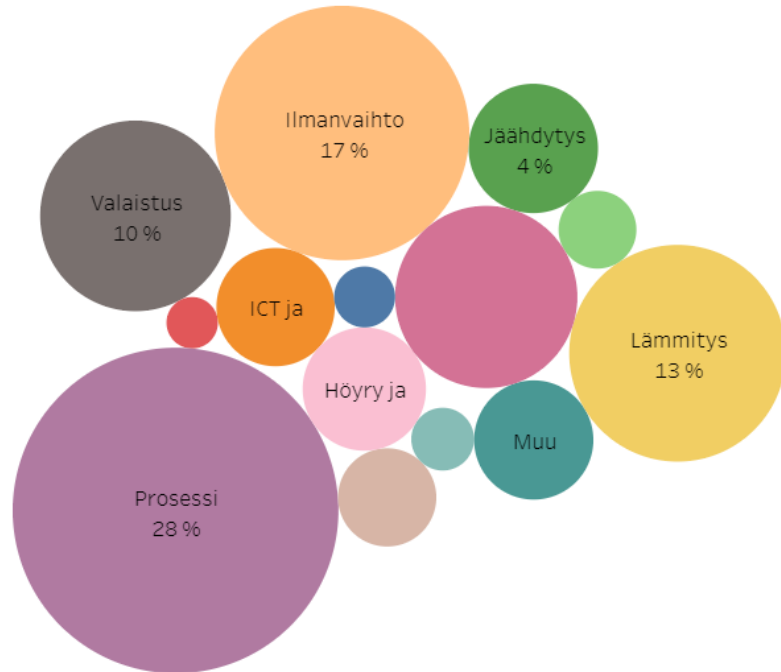 Ilmanvaihto
17 %
Jäähdytys
4 %
Valaistus
10 %
ICT ja
Lämmitys
13 %
Höyry ja
Muu
Prosessi
28 %